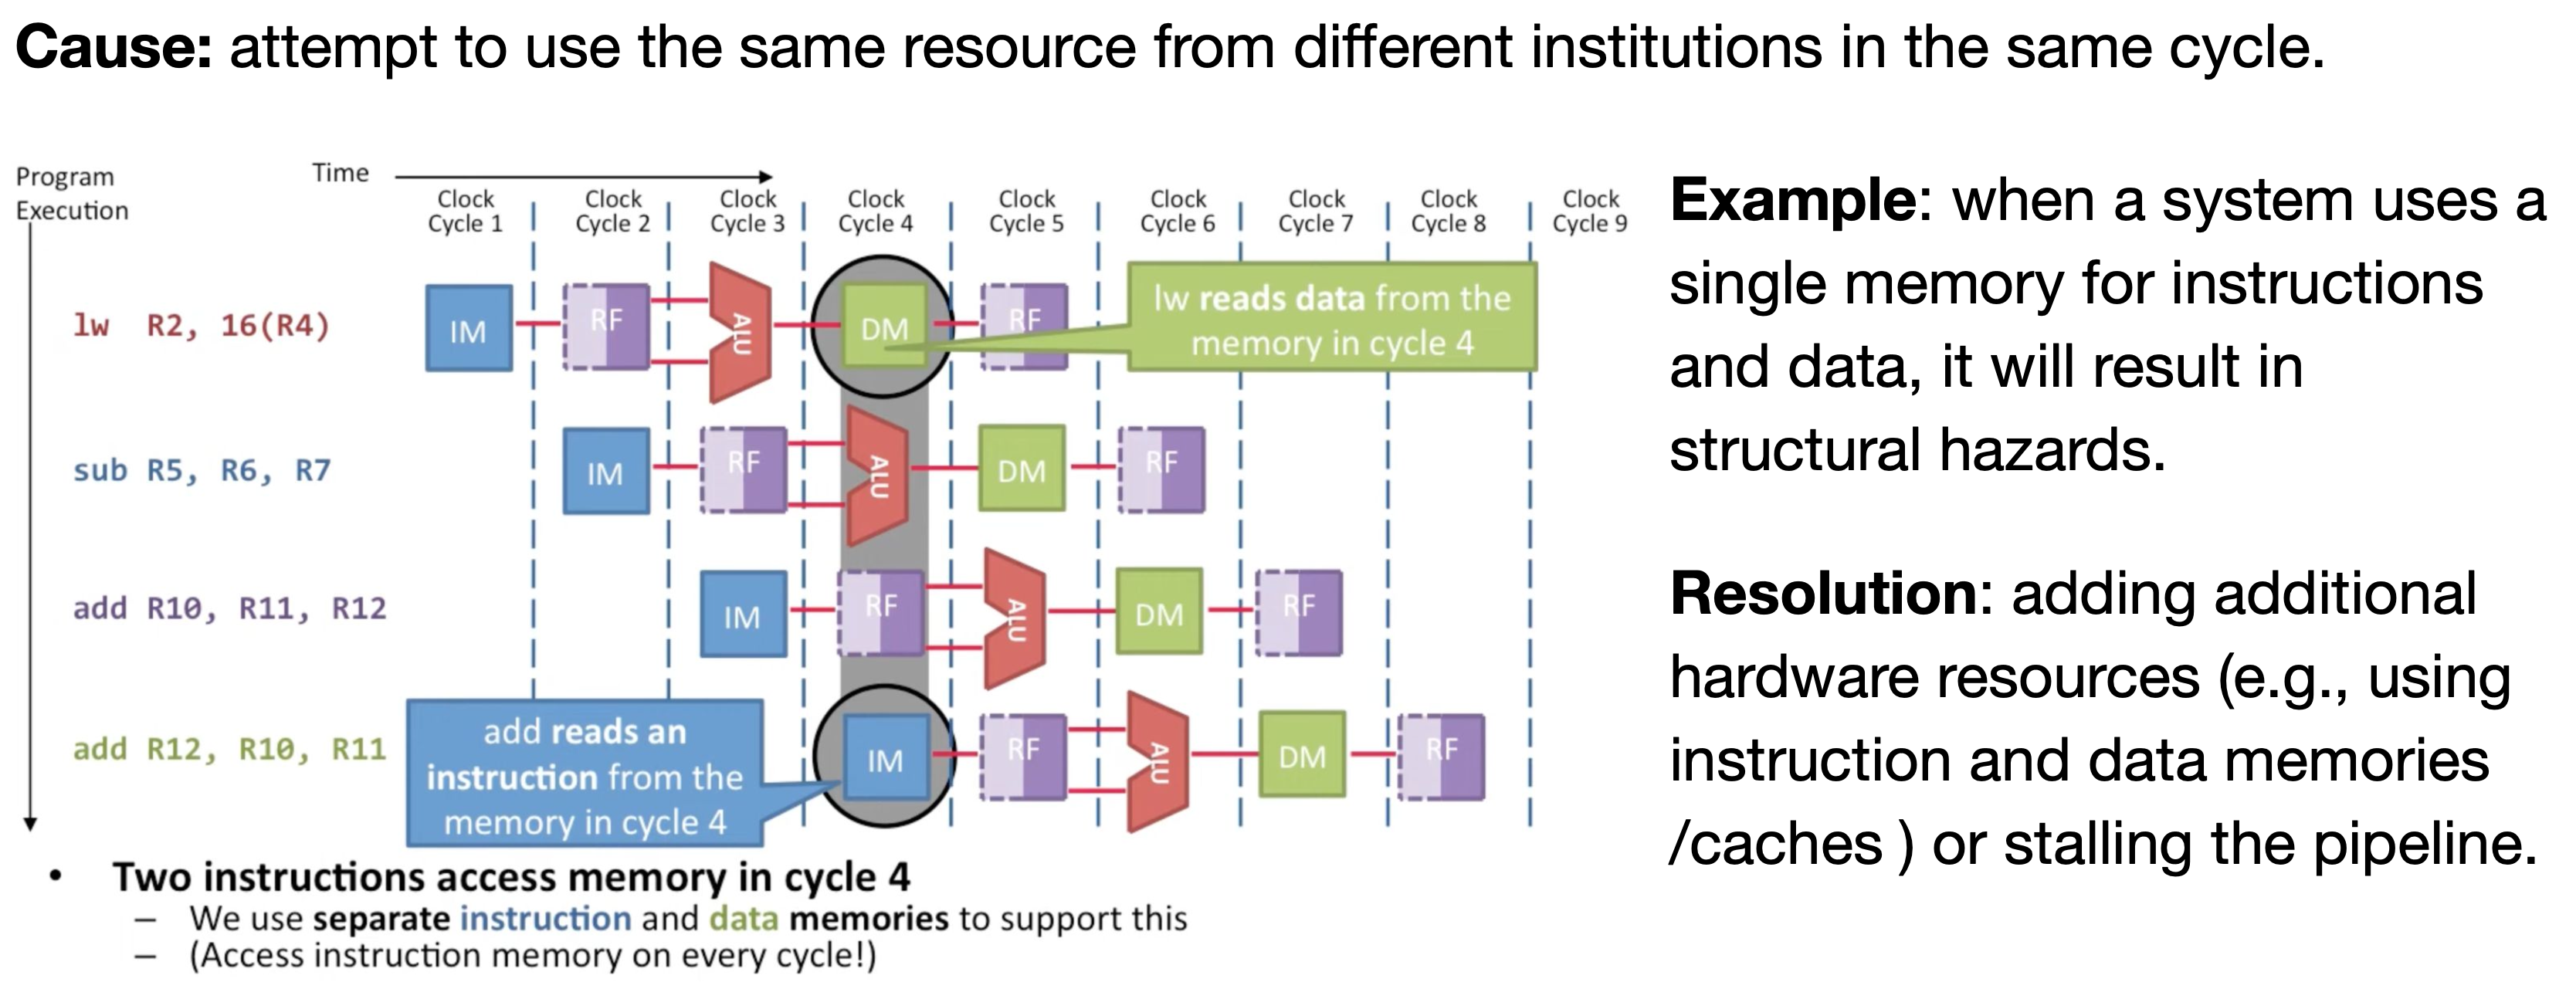 Cause: attempt to use the same resource from different institutions in the same cycle.
Program
Execution
Time
Clock
Cycle 1
Clock
Cycle 2
Clock
Cycle 3
Clock
Cycle 4
Clock
Cycle 5
Clock
Cycle 6
Clock
Cycle 7
Clock
Cycle 8
Clock
Cycle 9
lw R2, 16(R4)
IM
RF
ALU
DM
RF
lw reads data from the
memory in cycle 4
sub R5, R6, R7
IM
RF
ALU
DM
RF
add R10, R11, R12
IM
RF
ALU
DM
RF
add R12, R10, R11
add reads an
instruction from the
memory in cycle 4
IM
RF
ALU
DM
RF
• Two instructions access memory in cycle 4
– We use separate instruction and data memories to support this
– (Access instruction memory on every cycle!)
Example: when a system uses a
single memory for instructions
and data, it will result in
structural hazards.
Resolution: adding additional
hardware resources (e.g., using
instruction and data memories
/caches ) or stalling the pipeline.